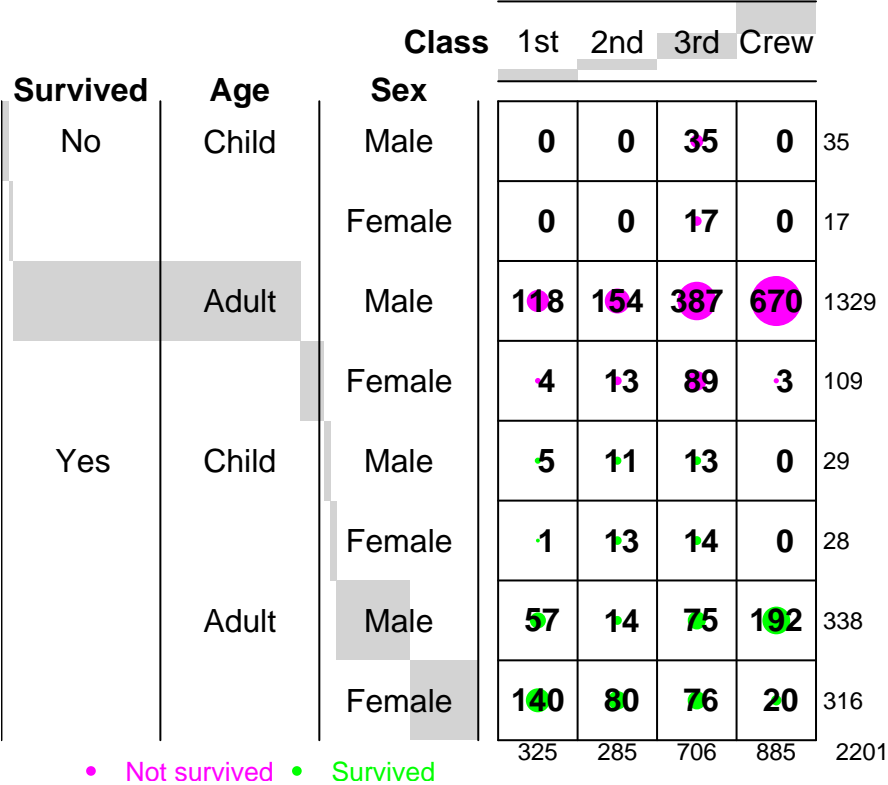 Class 1st 2nd 3rd Crew
Survived Age Sex
No Child Male 0 0 35 0 35
Female 0 0 17 0 17
Adult Male 118 154 387 670 1329
Female 4 13 89 3 109
Yes Child Male 5 11 13 0 29
Female 1 13 14 0 28
Adult Male 57 14 75 192 338
Female 140 80 76 20 316
325 285 706 885 2201
Not survived Survived